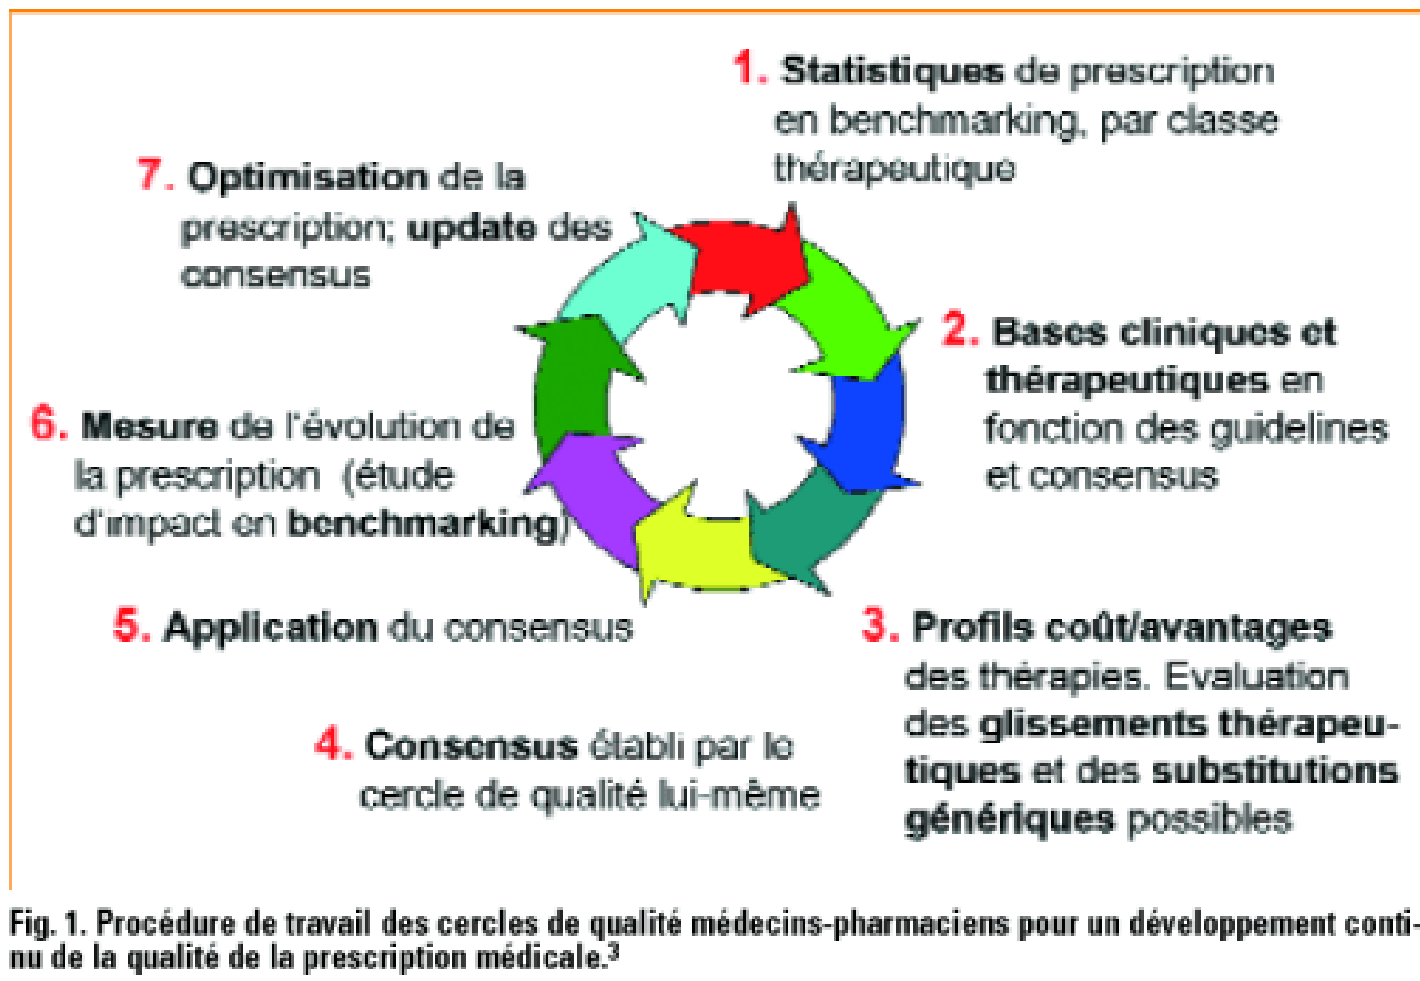 1. Statistiques de prescription
en benchmarking, par classe
thérapeutique
2. Bases cliniques et
thérapeutiques en
fonction des guidelines
et consensus
3. Profils coût/avantages
des thérapies. Evaluation
des glissements thérapeu-
tiques et des substitutions
génériques possibles
4. Consensus établi par le
cercle de qualité lui-même
5. Application du consensus
6. Mesure de l'évolution de
la prescription (étude
d'impact en benchmarking)
7. Optimisation de la
prescription; update des
consensus
Fig. 1. Procédure de travail des cercles de qualité médecins-pharmaciens pour un développement conti-
nu de la qualité de la prescription médicale.³